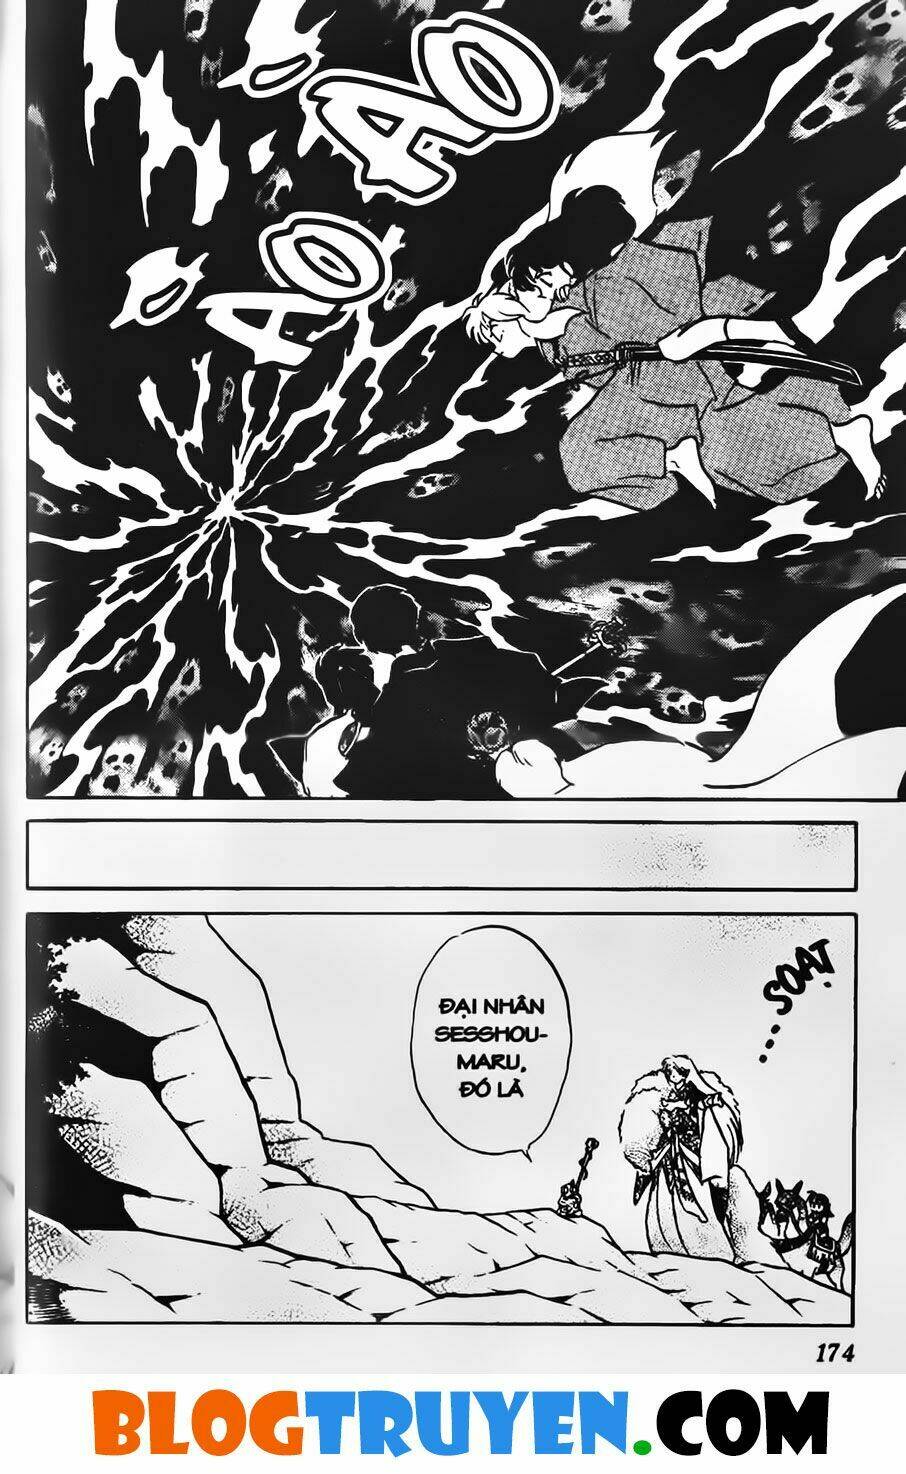 AO
AO
SOẠT
ĐẠI NHÂN
SESSHOU-
MARU,
ĐÓ LÀ
174
BLOGTRUYEN.COM